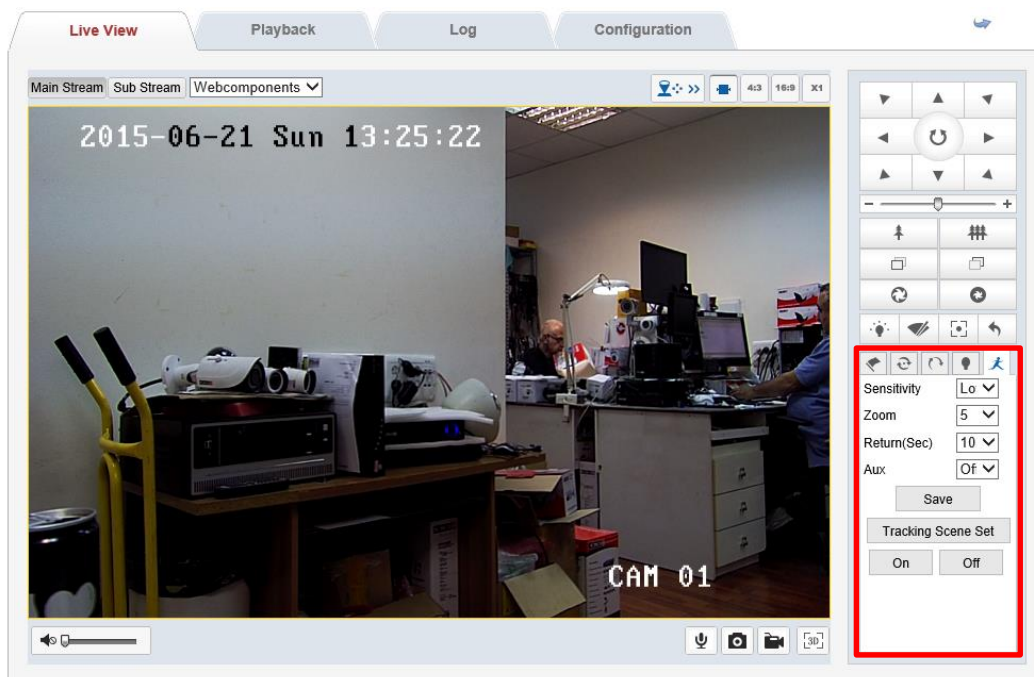 Live View
Playback
Log
Configuration
Main Stream Sub Stream Webcomponents
4:3 16:9 X1
2015-06-21 Sun 13:25:22
CAM 01
3D
Sensitivity Lo
Zoom 5
Return(Sec) 10
Aux Of
Save
Tracking Scene Set
On Off